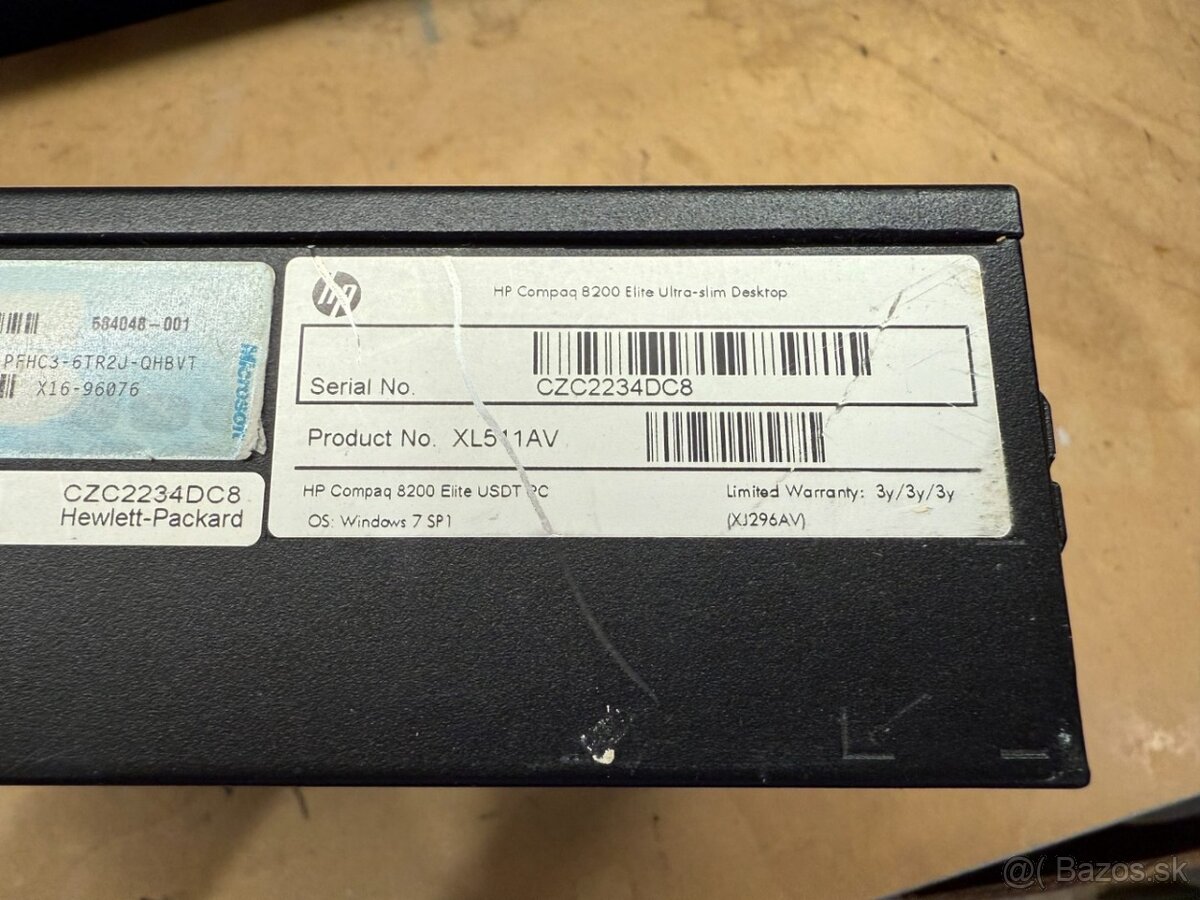 584048-001
PFHC3-6TR2J-QHBVT
X16-96076
Microsoft
CZC2234DC8
Hewlett-Packard
hp
HP Compaq 8200 Elite Ultra-slim Desktop
Serial No. CZC2234DC8
Product No. XL511AV
HP Compaq 8200 Elite USDT PC
Limited Warranty: 3y/3y/3y
OS: Windows 7 SP1
(XJ296AV)
@( Bazos.sk